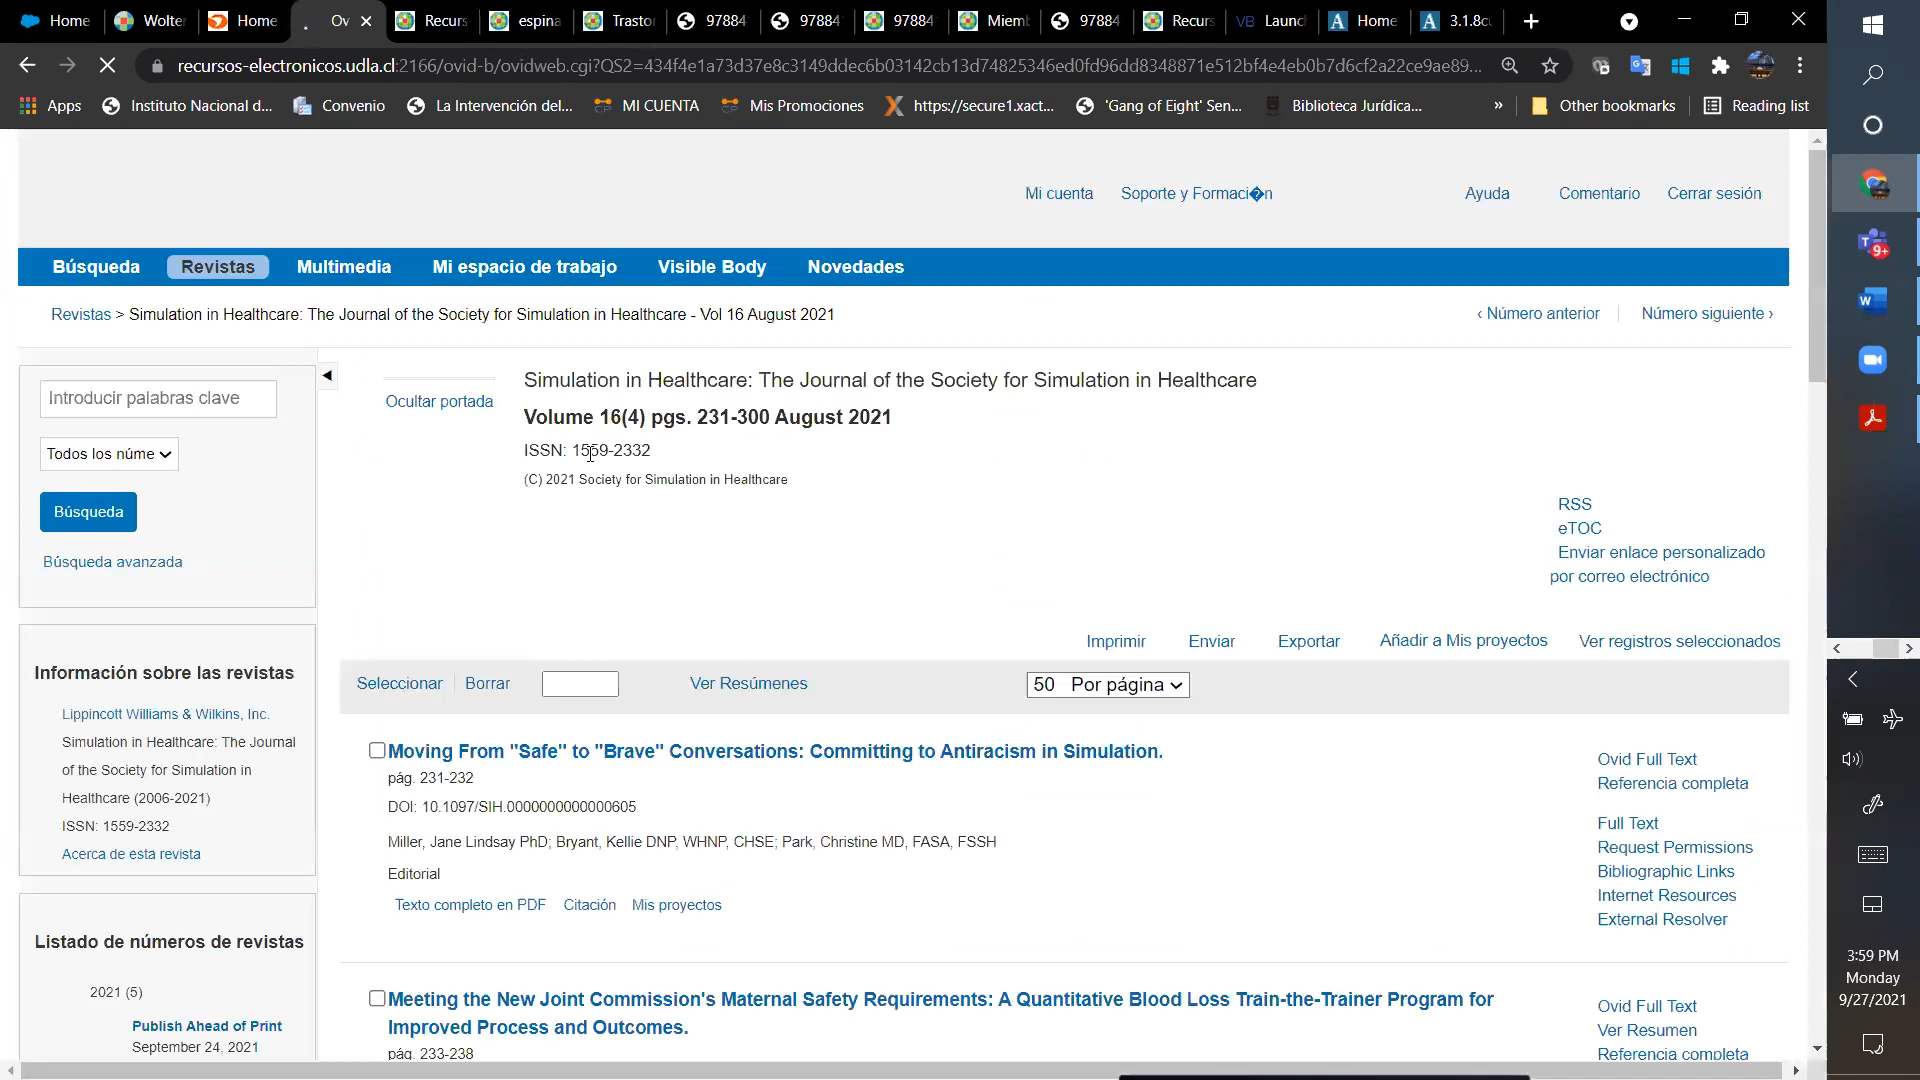 Home
Wolter
Home
Ov
Recurs
espina
Trasto
97884
97884
97884
Miemb
97884
Recurs
Launch
Home
3.1.8cu
recursos-electronicos.udla.cl:2166/ovid-b/ovidweb.cgi?QS2=434f4e1a73d37e8c3149ddec6b03142cb13d74825346ed0fd96dd8348871e512bf4e4eb0b7d6cf2a22ce9ae89...
Apps
Instituto Nacional d...
Convenio
La Intervención del...
MI CUENTA
Mis Promociones
https://secure1.xact...
'Gang of Eight' Sen...
Biblioteca Jurídica...
»
Other bookmarks
Reading list
Mi cuenta
Soporte y Formaci�n
Ayuda
Comentario
Cerrar sesión
Búsqueda
Revistas
Multimedia
Mi espacio de trabajo
Visible Body
Novedades
Revistas > Simulation in Healthcare: The Journal of the Society for Simulation in Healthcare - Vol 16 August 2021
‹ Número anterior
Número siguiente ›
Introducir palabras clave
Todos los núme
Búsqueda
Búsqueda avanzada
Información sobre las revistas
Lippincott Williams & Wilkins, Inc.
Simulation in Healthcare: The Journal
of the Society for Simulation in
Healthcare (2006-2021)
ISSN: 1559-2332
Acerca de esta revista
Listado de números de revistas
2021 (5)
Publish Ahead of Print
September 24, 2021
Ocultar portada
Simulation in Healthcare: The Journal of the Society for Simulation in Healthcare
Volume 16(4) pgs. 231-300 August 2021
ISSN: 1559-2332
(C) 2021 Society for Simulation in Healthcare
RSS
eTOC
Enviar enlace personalizado
por correo electrónico
Imprimir
Enviar
Exportar
Añadir a Mis proyectos
Ver registros seleccionados
Seleccionar
Borrar
Ver Resúmenes
50 Por página
Moving From "Safe" to "Brave" Conversations: Committing to Antiracism in Simulation.
pág. 231-232
DOI: 10.1097/SIH.0000000000000605
Miller, Jane Lindsay PhD; Bryant, Kellie DNP, WHNP, CHSE; Park, Christine MD, FASA, FSSH
Editorial
Texto completo en PDF
Citación
Mis proyectos
Ovid Full Text
Referencia completa
Full Text
Request Permissions
Bibliographic Links
Internet Resources
External Resolver
Meeting the New Joint Commission's Maternal Safety Requirements: A Quantitative Blood Loss Train-the-Trainer Program for
Improved Process and Outcomes.
pág. 233-238
Ovid Full Text
Ver Resumen
Referencia completa
9+
3:59 PM
Monday
9/27/2021